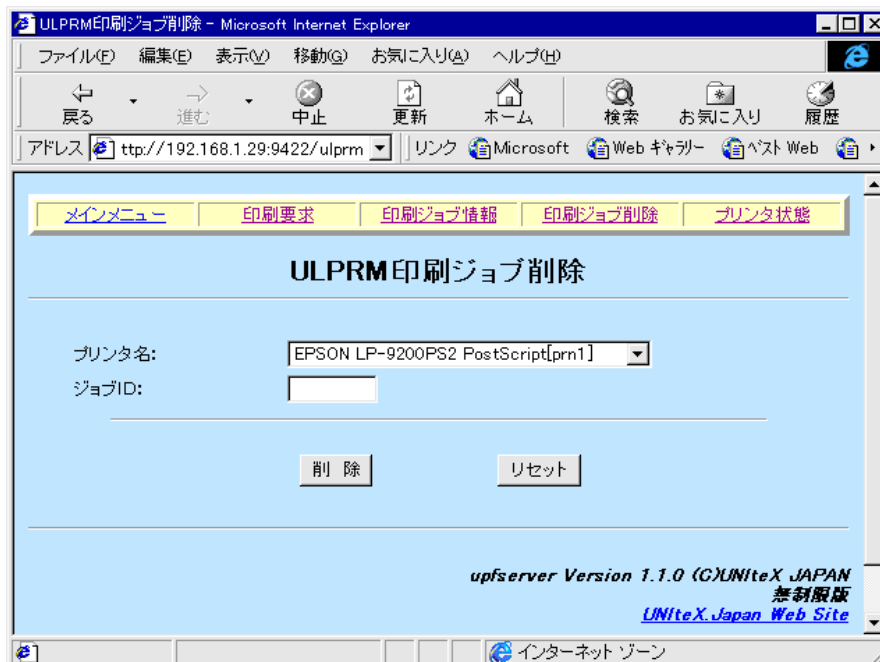 ULPRM印刷ジョブ削除 - Microsoft Internet Explorer
ファイル(F) 編集(E) 表示(V) 移動(G) お気に入り(A) ヘルプ(H)
戻る 進む 中止 更新 ホーム 検索 お気に入り 履歴
アドレス ttp://192.168.1.29:9422/ulprm リンク Microsoft Web ギャラリー ベスト Web
メインメニュー 印刷要求 印刷ジョブ情報 印刷ジョブ削除 プリンタ状態
ULPRM印刷ジョブ削除
プリンタ名: EPSON LP-9200PS2 PostScript[prn1]
ジョブID:
削 除 リセット
upfserver Version 1.1.0 (C)UNIteX JAPAN
無制限版
UNIteX.Japan Web Site
インターネット ゾーン